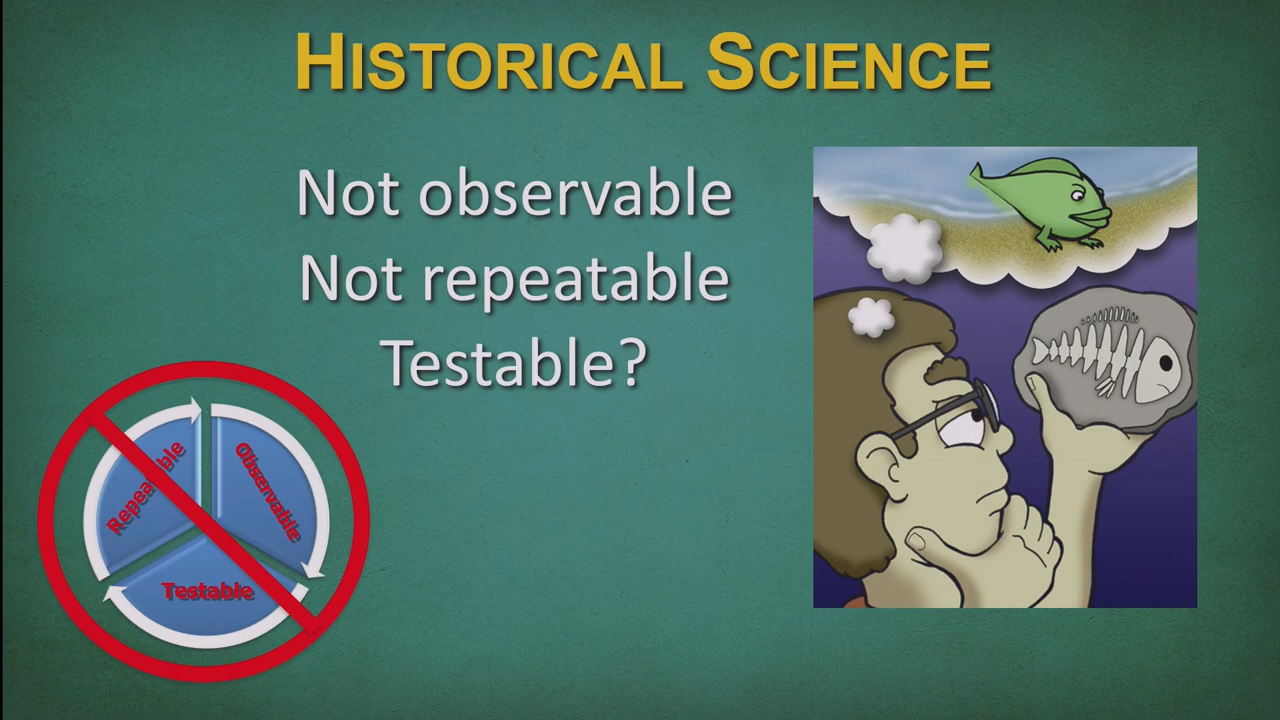 HISTORICAL SCIENCE
Not observable
Not repeatable
Testable?
Repeatable
Observable
Testable